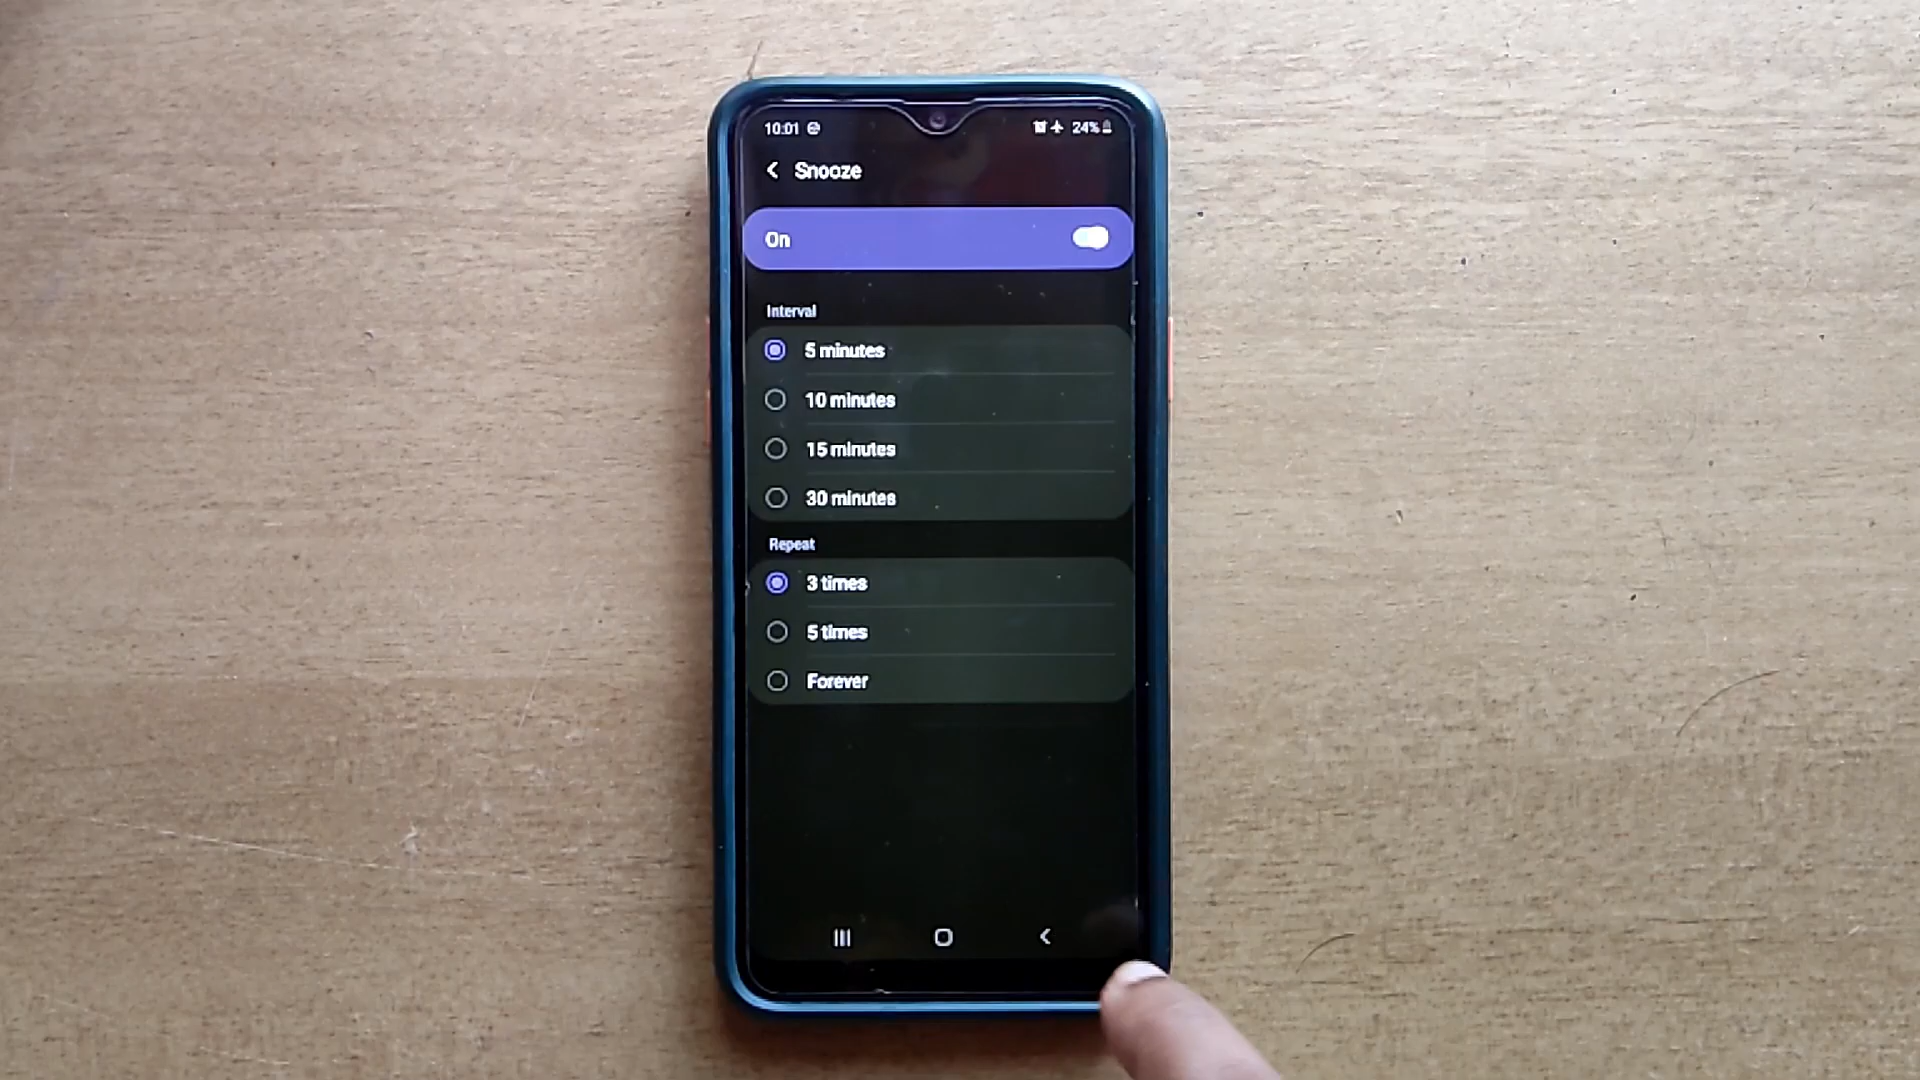 10:01 24%
Snooze
On
Interval
5 minutes
10 minutes
15 minutes
30 minutes
Repeat
3 times
5 times
Forever